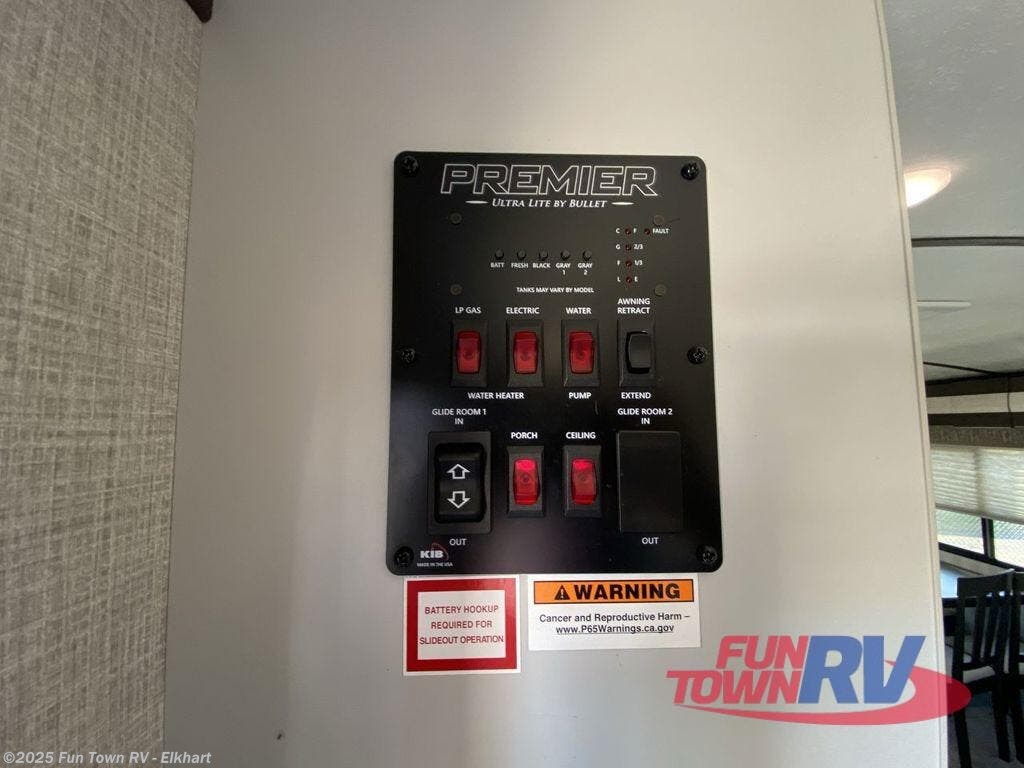 PREMIER
ULTRA LITE BY BULLET
C F FAULT
G 2/3
F 1/3
L E
BATT FRESH BLACK GRAY 1 GRAY 2
TANKS MAY VARY BY MODEL
LP GAS ELECTRIC WATER AWNING RETRACT
WATER HEATER PUMP EXTEND
GLIDE ROOM 1 IN
GLIDE ROOM 2 IN
PORCH CEILING
OUT
OUT
KIB
MADE IN THE USA
BATTERY HOOKUP
REQUIRED FOR
SLIDEOUT OPERATION
WARNING
Cancer and Reproductive Harm –
www.P65Warnings.ca.gov
FUN
TOWN RV
©2025 Fun Town RV - Elkhart